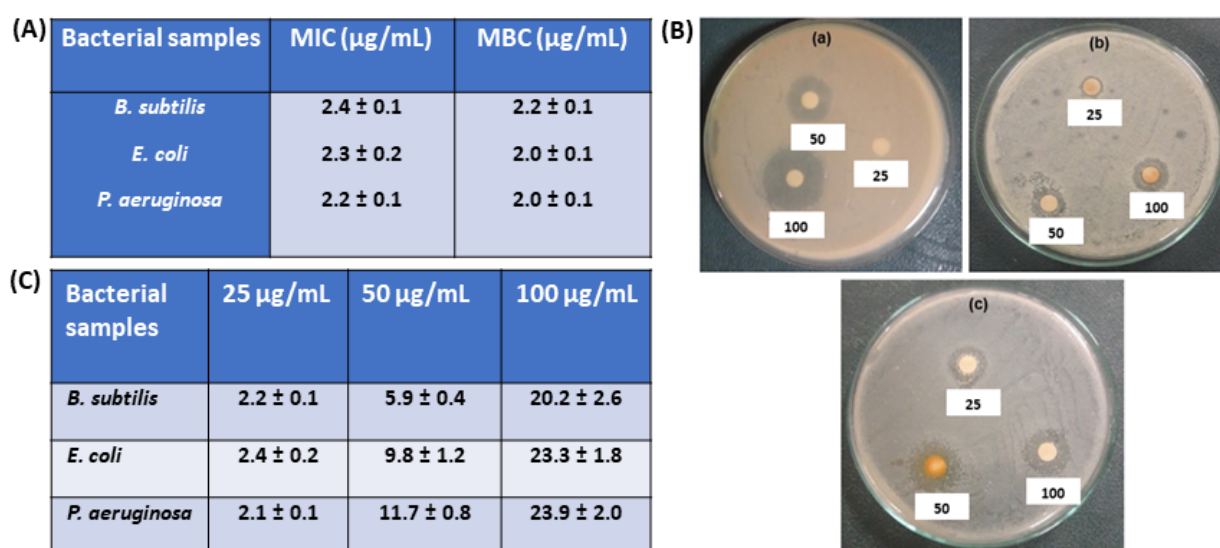 (A)
Bacterial samples MIC (µg/mL) MBC (µg/mL)
B. subtilis 2.4 ± 0.1 2.2 ± 0.1
E. coli 2.3 ± 0.2 2.0 ± 0.1
P. aeruginosa 2.2 ± 0.1 2.0 ± 0.1
(B)
(a)
50
25
100
(b)
25
100
50
(c)
25
50
100
(C)
Bacterial samples 25 µg/mL 50 µg/mL 100 µg/mL
B. subtilis 2.2 ± 0.1 5.9 ± 0.4 20.2 ± 2.6
E. coli 2.4 ± 0.2 9.8 ± 1.2 23.3 ± 1.8
P. aeruginosa 2.1 ± 0.1 11.7 ± 0.8 23.9 ± 2.0